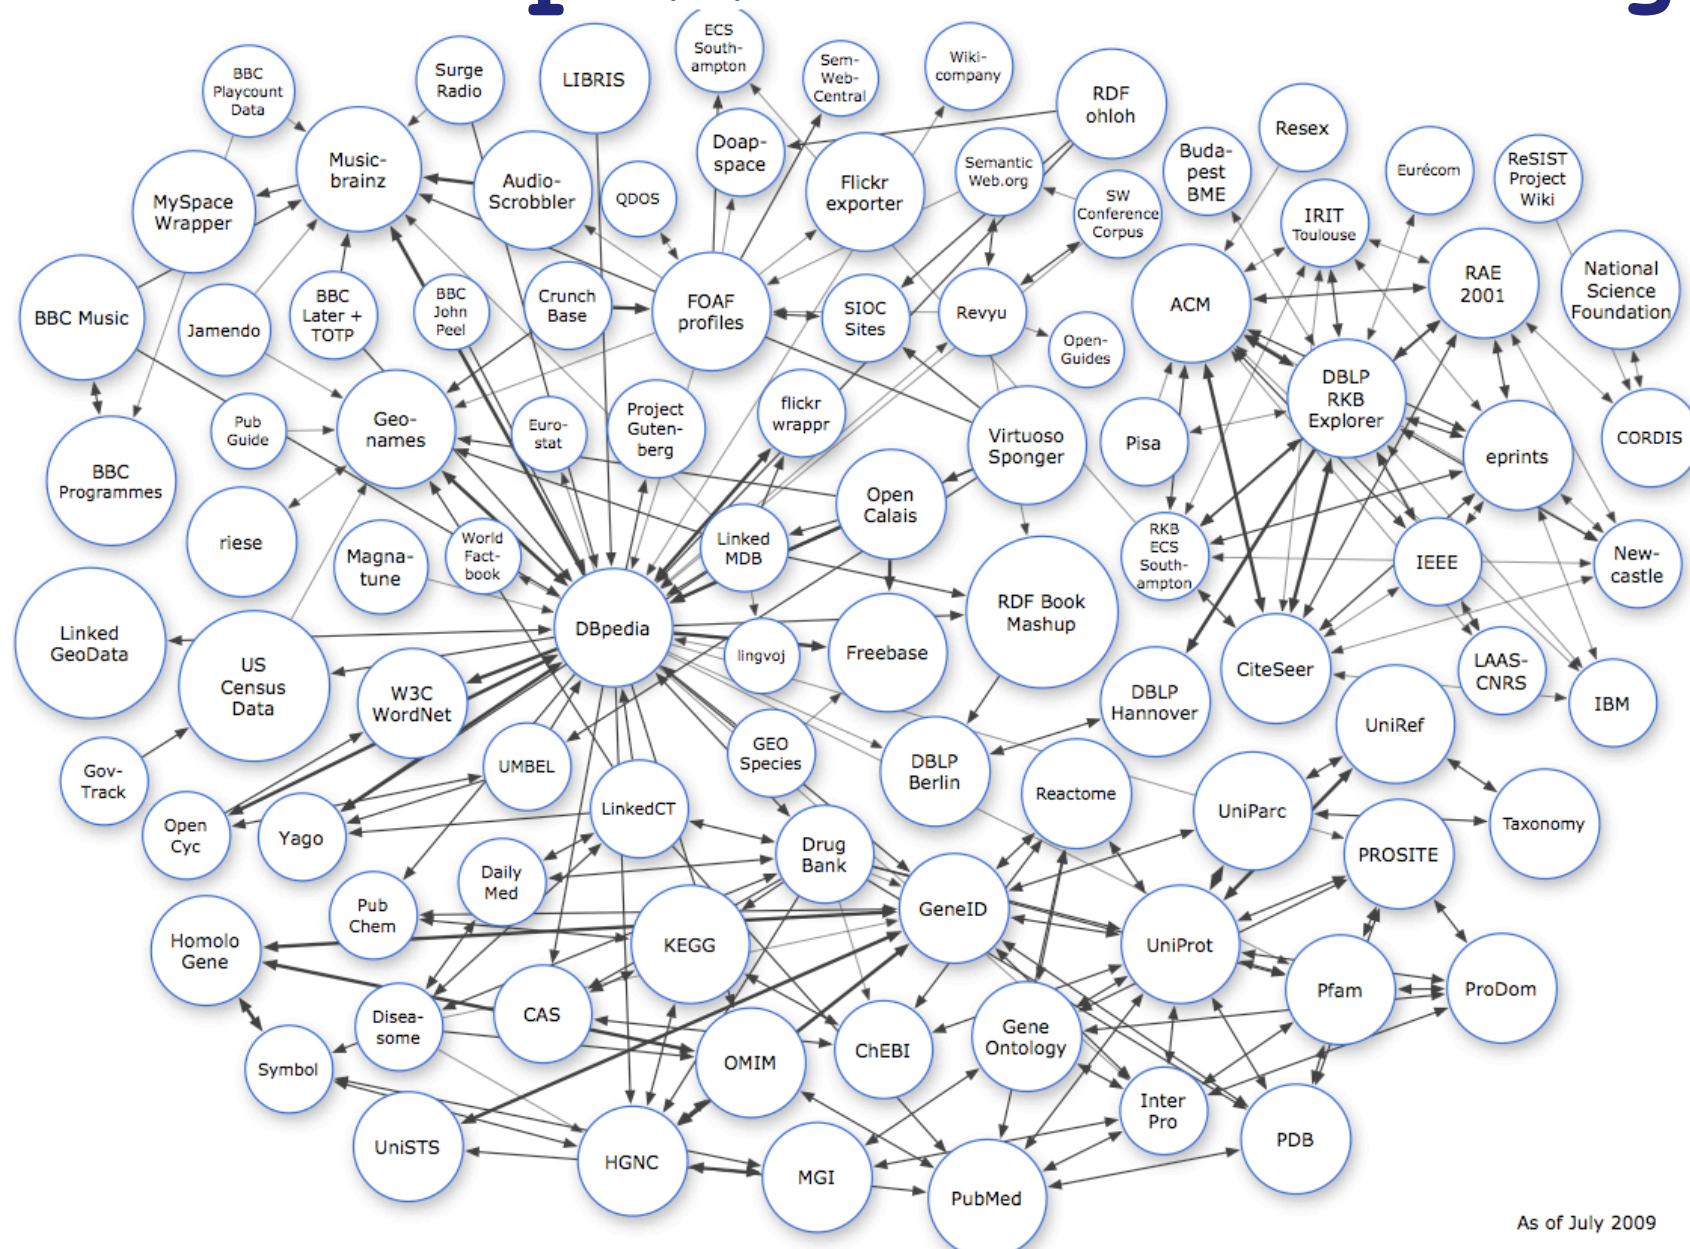 ECS
South-
ampton
Sem-
Web-
Central
Wiki-
company
RDF
ohloh
BBC
Playcount
Data
Surge
Radio
LIBRIS
Doap-
space
Resex
Music-
brainz
Audio-
Scrobbler
QDOS
Flickr
exporter
Semantic
Web.org
SW
Conference
Corpus
Buda-
pest
BME
Eurécom
ReSIST
Project
Wiki
MySpace
Wrapper
IRIT
Toulouse
RAE
2001
National
Science
Foundation
BBC Music
Jamendo
BBC
Later +
TOTP
BBC
John
Peel
Crunch
Base
FOAF
profiles
SIOC
Sites
Revyu
Open-
Guides
ACM
DBLP
RKB
Explorer
BBC
Programmes
Pub
Guide
Geo-
names
Euro-
stat
Project
Guten-
berg
flickr
wrappr
Virtuoso
Sponger
Pisa
eprints
CORDIS
riese
Magna-
tune
World
Fact-
book
Linked
MDB
Open
Calais
RKB
ECS
South-
ampton
IEEE
New-
castle
Linked
GeoData
US
Census
Data
W3C
WordNet
DBpedia
lingvoj
Freebase
RDF Book
Mashup
DBLP
Hannover
CiteSeer
LAAS-
CNRS
IBM
Gov-
Track
UMBEL
GEO
Species
DBLP
Berlin
Reactome
UniParc
UniRef
Taxonomy
Open
Cyc
Yago
LinkedCT
Drug
Bank
PROSITE
Daily
Med
Pub
Chem
Homolo
Gene
KEGG
GeneID
UniProt
Pfam
ProDom
Disea-
some
CAS
Symbol
OMIM
ChEBI
Gene
Ontology
Inter
Pro
PDB
UniSTS
HGNC
MGI
PubMed
As of July 2009